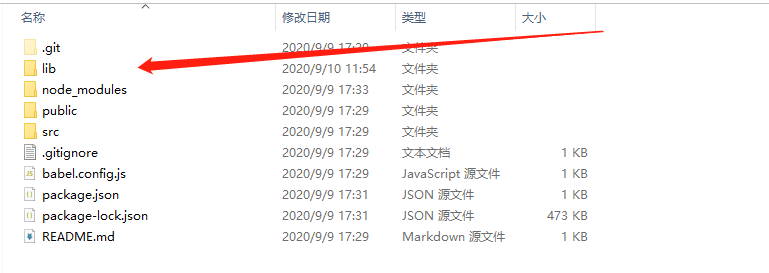 名称 修改日期 类型 大小
.git 2020/9/9 17:29 文件夹
lib 2020/9/10 11:54 文件夹
node_modules 2020/9/9 17:33 文件夹
public 2020/9/9 17:29 文件夹
src 2020/9/9 17:29 文件夹
.gitignore 2020/9/9 17:29 文本文档 1 KB
babel.config.js 2020/9/9 17:29 JavaScript 源文件 1 KB
package.json 2020/9/9 17:31 JSON 源文件 1 KB
package-lock.json 2020/9/9 17:31 JSON 源文件 473 KB
README.md 2020/9/9 17:29 Markdown 源文件 1 KB